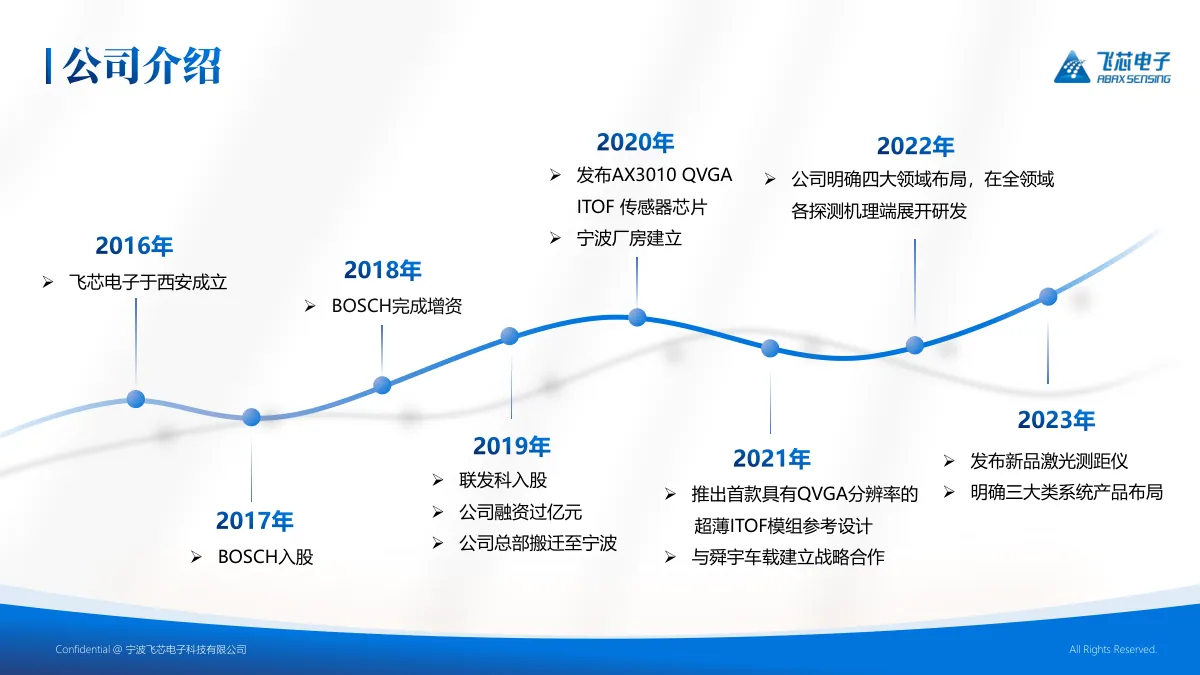 公司介绍
飞芯电子
ABAX SENSING
2016年
飞芯电子于西安成立
2017年
BOSCH入股
2018年
BOSCH完成增资
2019年
联发科入股
公司融资过亿元
公司总部搬迁至宁波
2020年
发布AX3010 QVGA
ITOF 传感器芯片
宁波厂房建立
2021年
推出首款具有QVGA分辨率的
超薄ITOF模组参考设计
与舜宇车载建立战略合作
2022年
公司明确四大领域布局，在全领域
各探测机理端展开研发
2023年
发布新品激光测距仪
明确三大类系统产品布局
Confidential @ 宁波飞芯电子科技有限公司
All Rights Reserved.